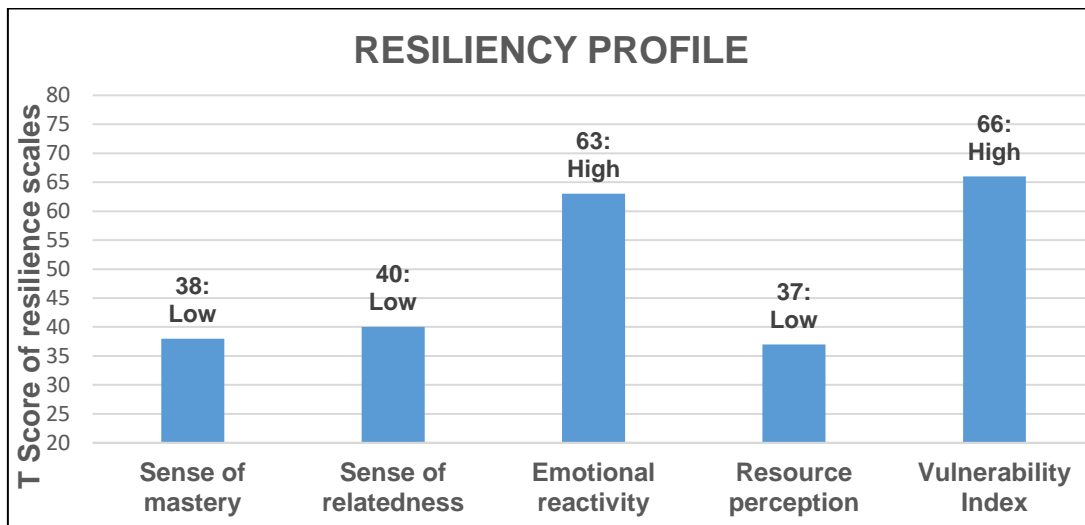 RESILIENCY PROFILE
T Score of resilience scales
80
75
70
65
60
55
50
45
40
35
30
25
20
38:
Low
40:
Low
63:
High
37:
Low
66:
High
Sense of
mastery
Sense of
relatedness
Emotional
reactivity
Resource
perception
Vulnerability
Index